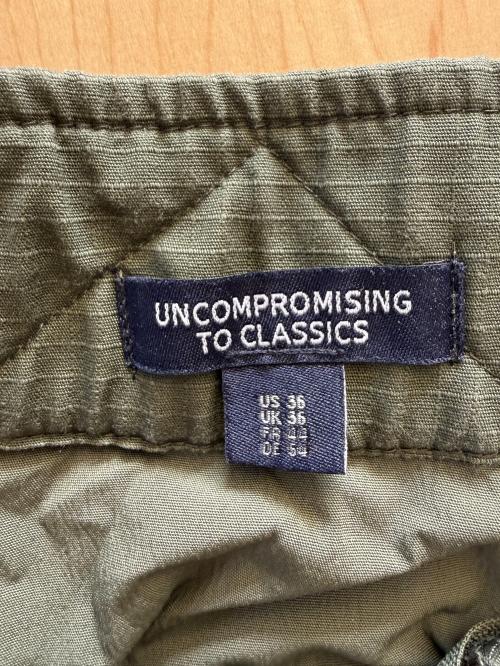 UNCOMPROMISING
TO CLASSICS
US 36
UK 36
FR 44
DE 54